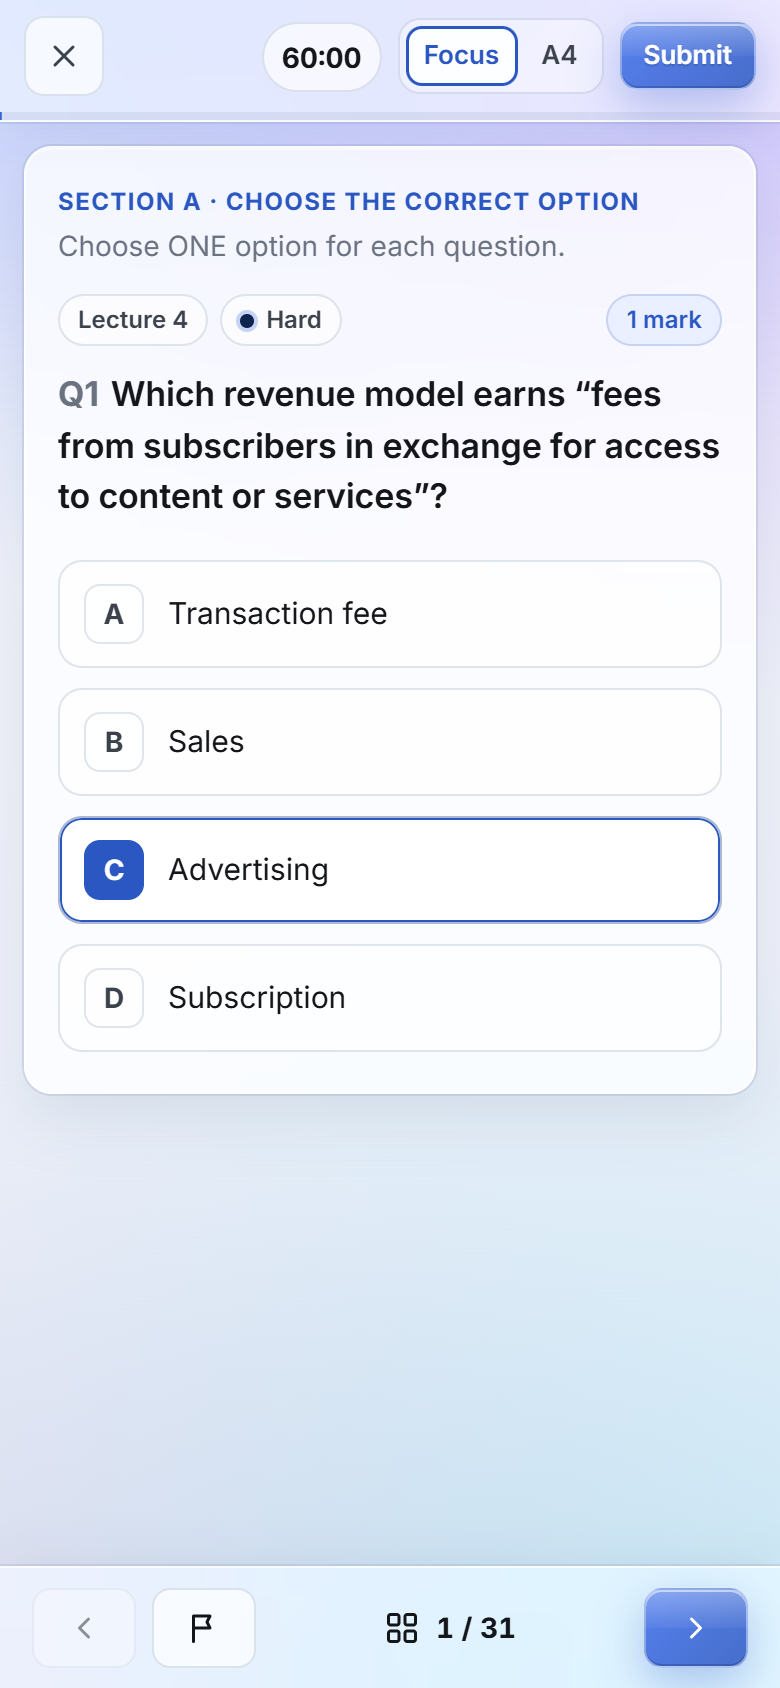 60:00
Focus
A4
Submit
SECTION A · CHOOSE THE CORRECT OPTION
Choose ONE option for each question.
Lecture 4
Hard
1 mark
Q1 Which revenue model earns “fees
from subscribers in exchange for access
to content or services”?
A Transaction fee
B Sales
C Advertising
D Subscription
1 / 31